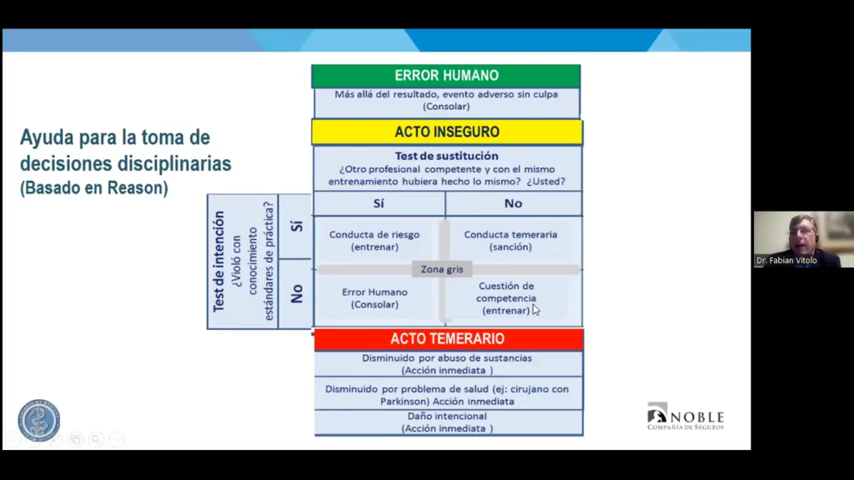 Ayuda para la toma de
decisiones disciplinarias
(Basado en Reason)
ERROR HUMANO
Más allá del resultado, evento adverso sin culpa
(Consolar)
ACTO INSEGURO
Test de sustitución
¿Otro profesional competente y con el mismo
entrenamiento hubiera hecho lo mismo? ¿Usted?
Sí
No
Test de intención
¿Violó con
conocimiento
estándares de práctica?
Sí
No
Conducta de riesgo
(entrenar)
Conducta temeraria
(sanción)
Zona gris
Error Humano
(Consolar)
Cuestión de
competencia
(entrenar)
ACTO TEMERARIO
Disminuido por abuso de sustancias
(Acción inmediata )
Disminuido por problema de salud (ej: cirujano con
Parkinson) Acción inmediata
Daño intencional
(Acción inmediata )
NOBLE
COMPAÑÍA DE SEGUROS
Dr. Fabian Vitolo